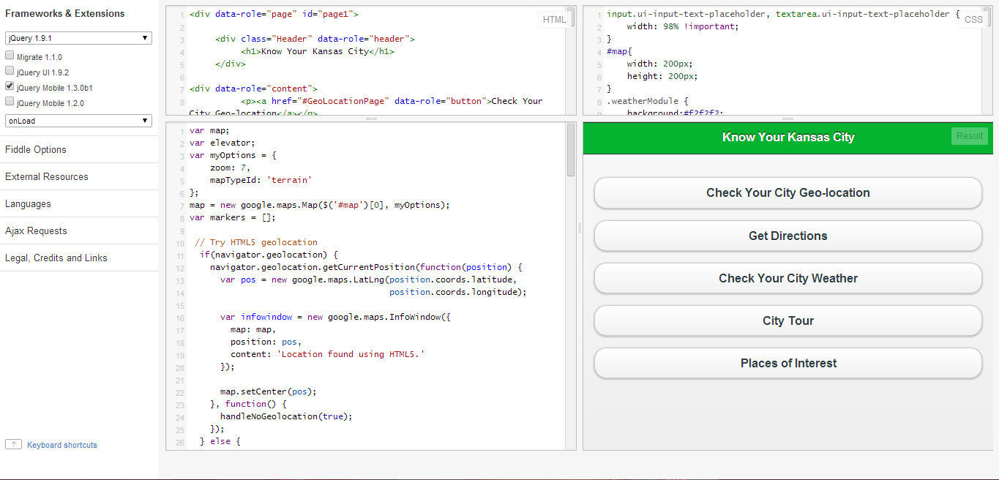 Frameworks & Extensions
jQuery 1.9.1
Migrate 1.1.0
jQuery UI 1.9.2
jQuery Mobile 1.3.0b1
jQuery Mobile 1.2.0
onLoad
Fiddle Options
External Resources
Languages
Ajax Requests
Legal, Credits and Links
? Keyboard shortcuts
HTML
1 <div data-role="page" id="page1">
2
3 <div class="Header" data-role="header">
4 <h1>Know Your Kansas City</h1>
5 </div>
6
7 <div data-role="content">
8 <p><a href="#GeoLocationPage" data-role="button">Check Your
City Geo-location</a></p>
CSS
1 input.ui-input-text-placeholder, textarea.ui-input-text-placeholder {
2 width: 98% !important;
3 }
4 #map{
5 width: 200px;
6 height: 200px;
7 }
8 .weatherModule {
9 background:#f2f2f2;
1 var map;
2 var elevator;
3 var myOptions = {
4 zoom: 7,
5 mapTypeId: 'terrain'
6 };
7 map = new google.maps.Map($('#map')[0], myOptions);
8 var markers = [];
9
10 // Try HTML5 geolocation
11 if(navigator.geolocation) {
12 navigator.geolocation.getCurrentPosition(function(position) {
13 var pos = new google.maps.LatLng(position.coords.latitude,
14 position.coords.longitude);
15
16 var infowindow = new google.maps.InfoWindow({
17 map: map,
18 position: pos,
19 content: 'Location found using HTML5.'
20 });
21
22 map.setCenter(pos);
23 }, function() {
24 handleNoGeolocation(true);
25 });
26 } else {
Know Your Kansas City
Result
Check Your City Geo-location
Get Directions
Check Your City Weather
City Tour
Places of Interest